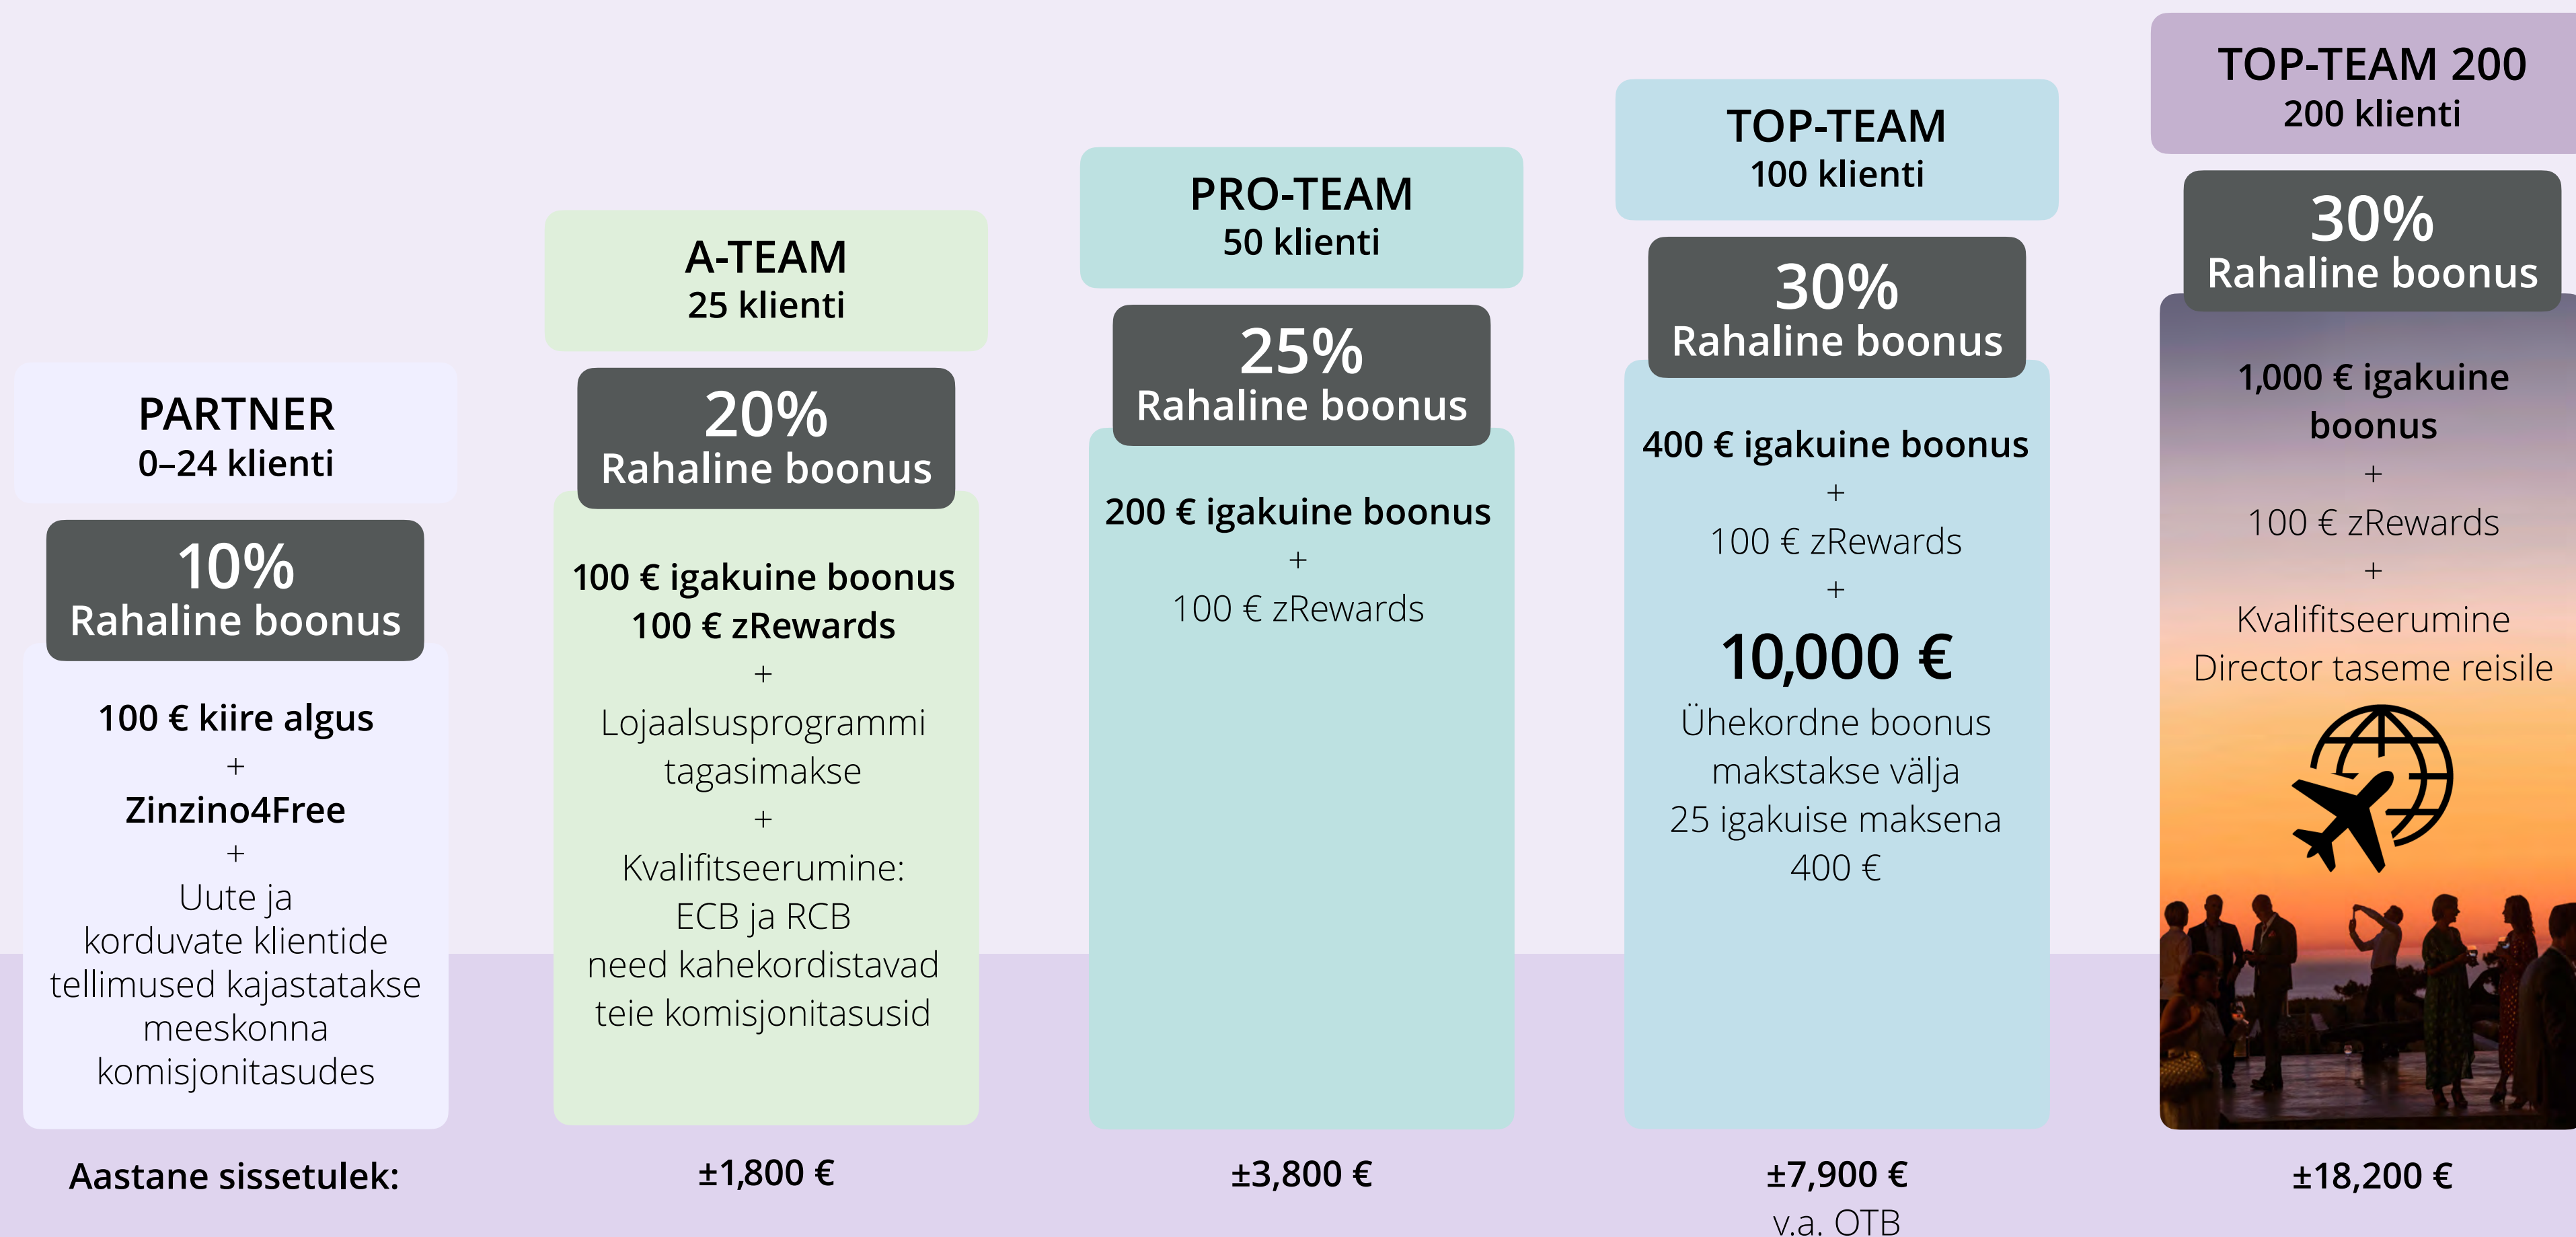 PARTNER
0–24 klienti
10%
Rahaline boonus
100 € kiire algus
+
Zinzino4Free
+
Uute ja
korduvate klientide
tellimused kajastatakse
meeskonna
komisjonitasudes
Aastane sissetulek:
A-TEAM
25 klienti
20%
Rahaline boonus
100 € igakuine boonus
100 € zRewards
+
Lojaalsusprogrammi
tagasimakse
+
Kvalifitseerumine:
ECB ja RCB
need kahekordistavad
teie komisjonitasusid
±1,800 €
PRO-TEAM
50 klienti
25%
Rahaline boonus
200 € igakuine boonus
+
100 € zRewards
±3,800 €
TOP-TEAM
100 klienti
30%
Rahaline boonus
400 € igakuine boonus
+
100 € zRewards
+
10,000 €
Ühekordne boonus
makstakse välja
25 igakuise maksena
400 €
±7,900 €
v.a. OTB
TOP-TEAM 200
200 klienti
30%
Rahaline boonus
1,000 € igakuine
boonus
+
100 € zRewards
+
Kvalifitseerumine
Director taseme reisile
±18,200 €